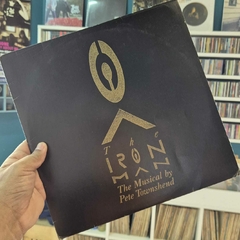 The
IRON
MAN
The Musical by
Pete Townshend